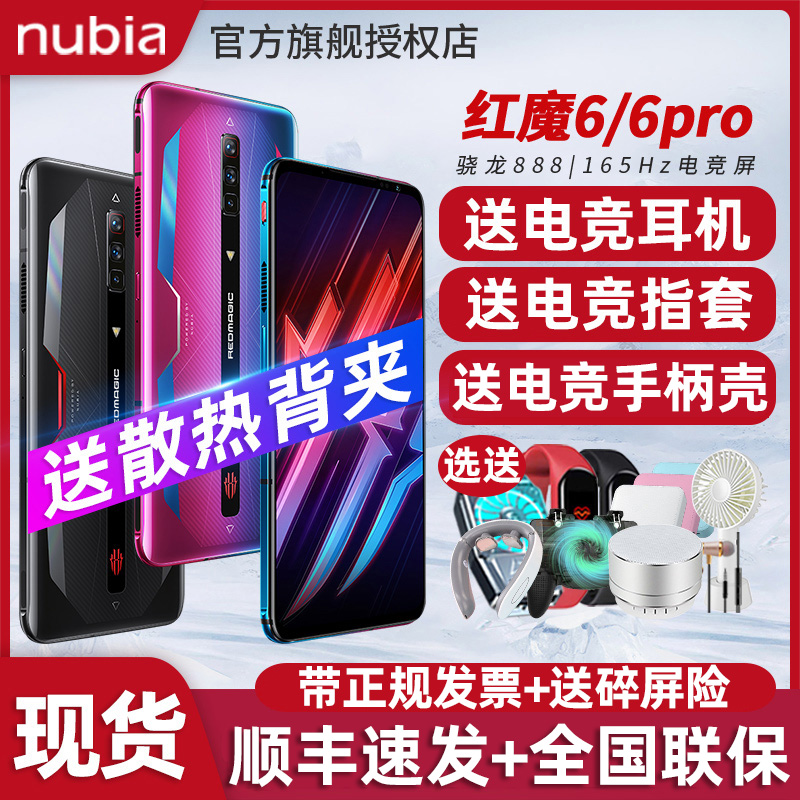 nubia 官方旗舰授权店
红魔6/6pro
骁龙888|165Hz电竞屏
送电竞耳机
送电竞指套
送电竞手柄壳
送散热背夹
选送
REDMAGIC
REDMAGIC
带正规发票+送碎屏险
现货
顺丰速发+全国联保